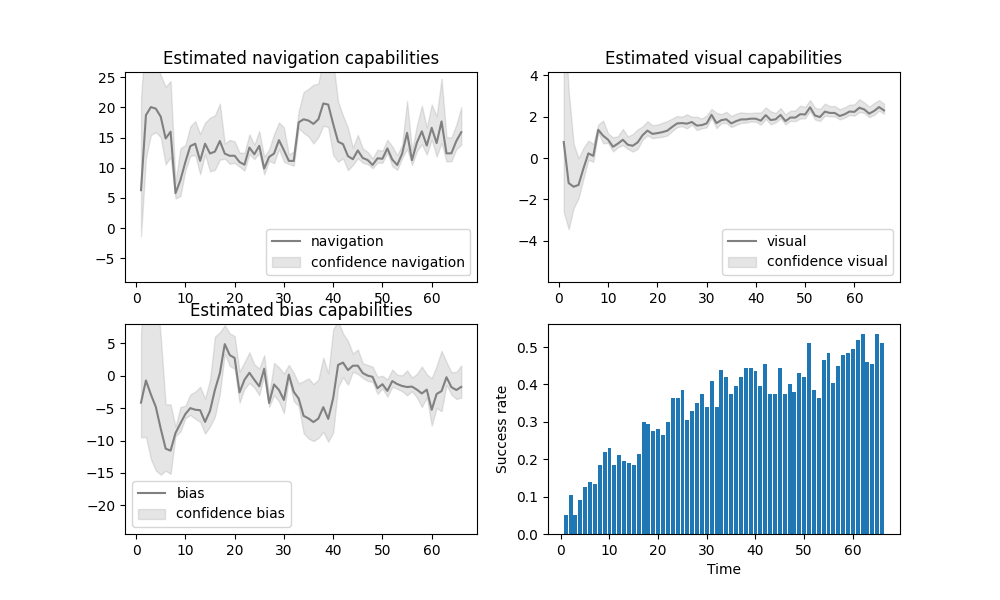 Estimated navigation capabilities
25
20
15
10
5
0
−5
navigation
confidence navigation
0 10 20 30 40 50 60
Estimated visual capabilities
4
2
0
−2
−4
visual
confidence visual
0 10 20 30 40 50 60
Estimated bias capabilities
5
0
−5
−10
−15
−20
bias
confidence bias
0 10 20 30 40 50 60
Success rate
0.5
0.4
0.3
0.2
0.1
0.0
0 10 20 30 40 50 60
Time